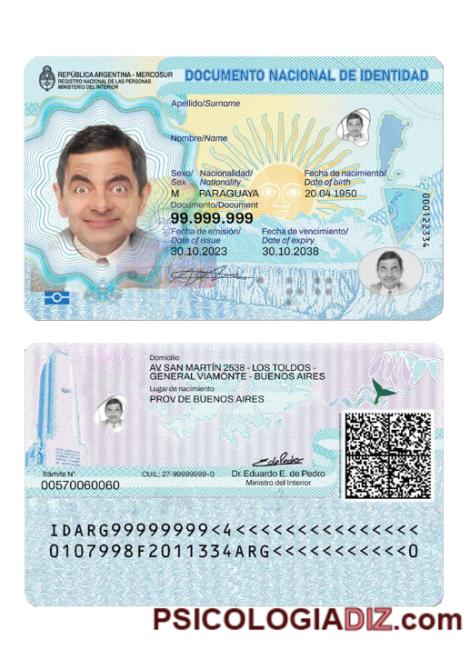 REPÚBLICA ARGENTINA - MERCOSUR
REGISTRO NACIONAL DE LAS PERSONAS
MINISTERIO DEL INTERIOR
DOCUMENTO NACIONAL DE IDENTIDAD
Apellido/Surname
Nombre/Name
Sexo/ Nacionalidad/ Fecha de nacimiento/
Sex Nationality Date of birth
M PARAGUAYA 20.04.1950
Documento/Document
99.999.999
Fecha de emisión/ Fecha de vencimiento/
Date of issue Date of expiry
30.10.2023 30.10.2038
000122334
Domicilio
AV SAN MARTÍN 2538 - LOS TOLDOS -
GENERAL VIAMONTE - BUENOS AIRES
Lugar de nacimiento
PROV DE BUENOS AIRES
Trámite N°
00570060060
CUIL: 27-99999999-0
Dr. Eduardo E. de Pedro
Ministro del Interior
IDARG99999999<4<<<<<<<<<<<<<<<
0107998F2011334ARG<<<<<<<<<<<0
PSICOLOGIADIZ.com